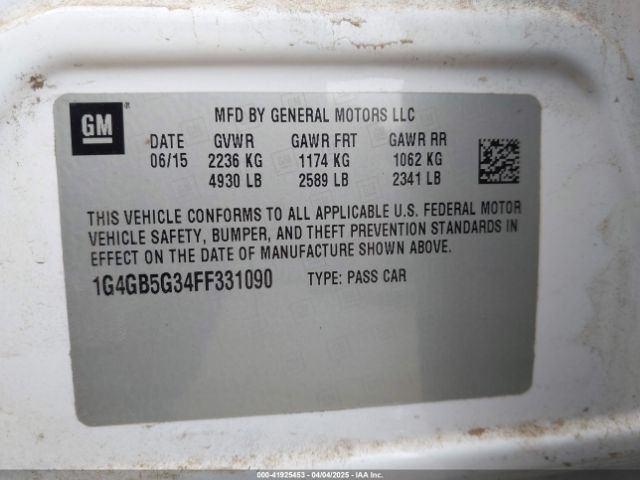 GM
MFD BY GENERAL MOTORS LLC
DATE GVWR GAWR FRT GAWR RR
06/15 2236 KG 1174 KG 1062 KG
4930 LB 2589 LB 2341 LB
THIS VEHICLE CONFORMS TO ALL APPLICABLE U.S. FEDERAL MOTOR
VEHICLE SAFETY, BUMPER, AND THEFT PREVENTION STANDARDS IN
EFFECT ON THE DATE OF MANUFACTURE SHOWN ABOVE.
1G4GB5G34FF331090 TYPE: PASS CAR
000-41925453 - 04/04/2025 - IAAI.COM